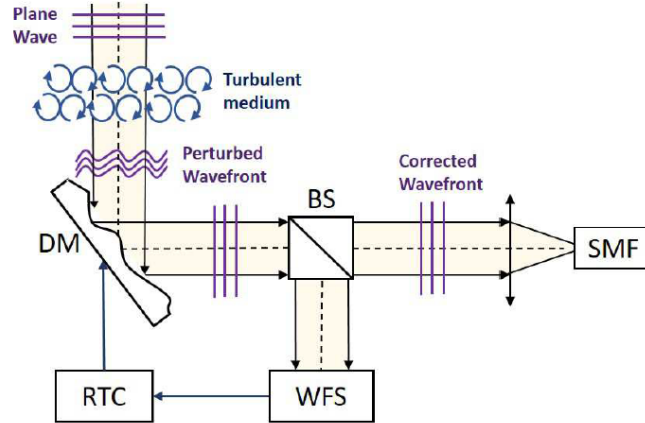 Plane
Wave
Turbulent
medium
Perturbed
Wavefront
Corrected
Wavefront
BS
DM
SMF
RTC
WFS